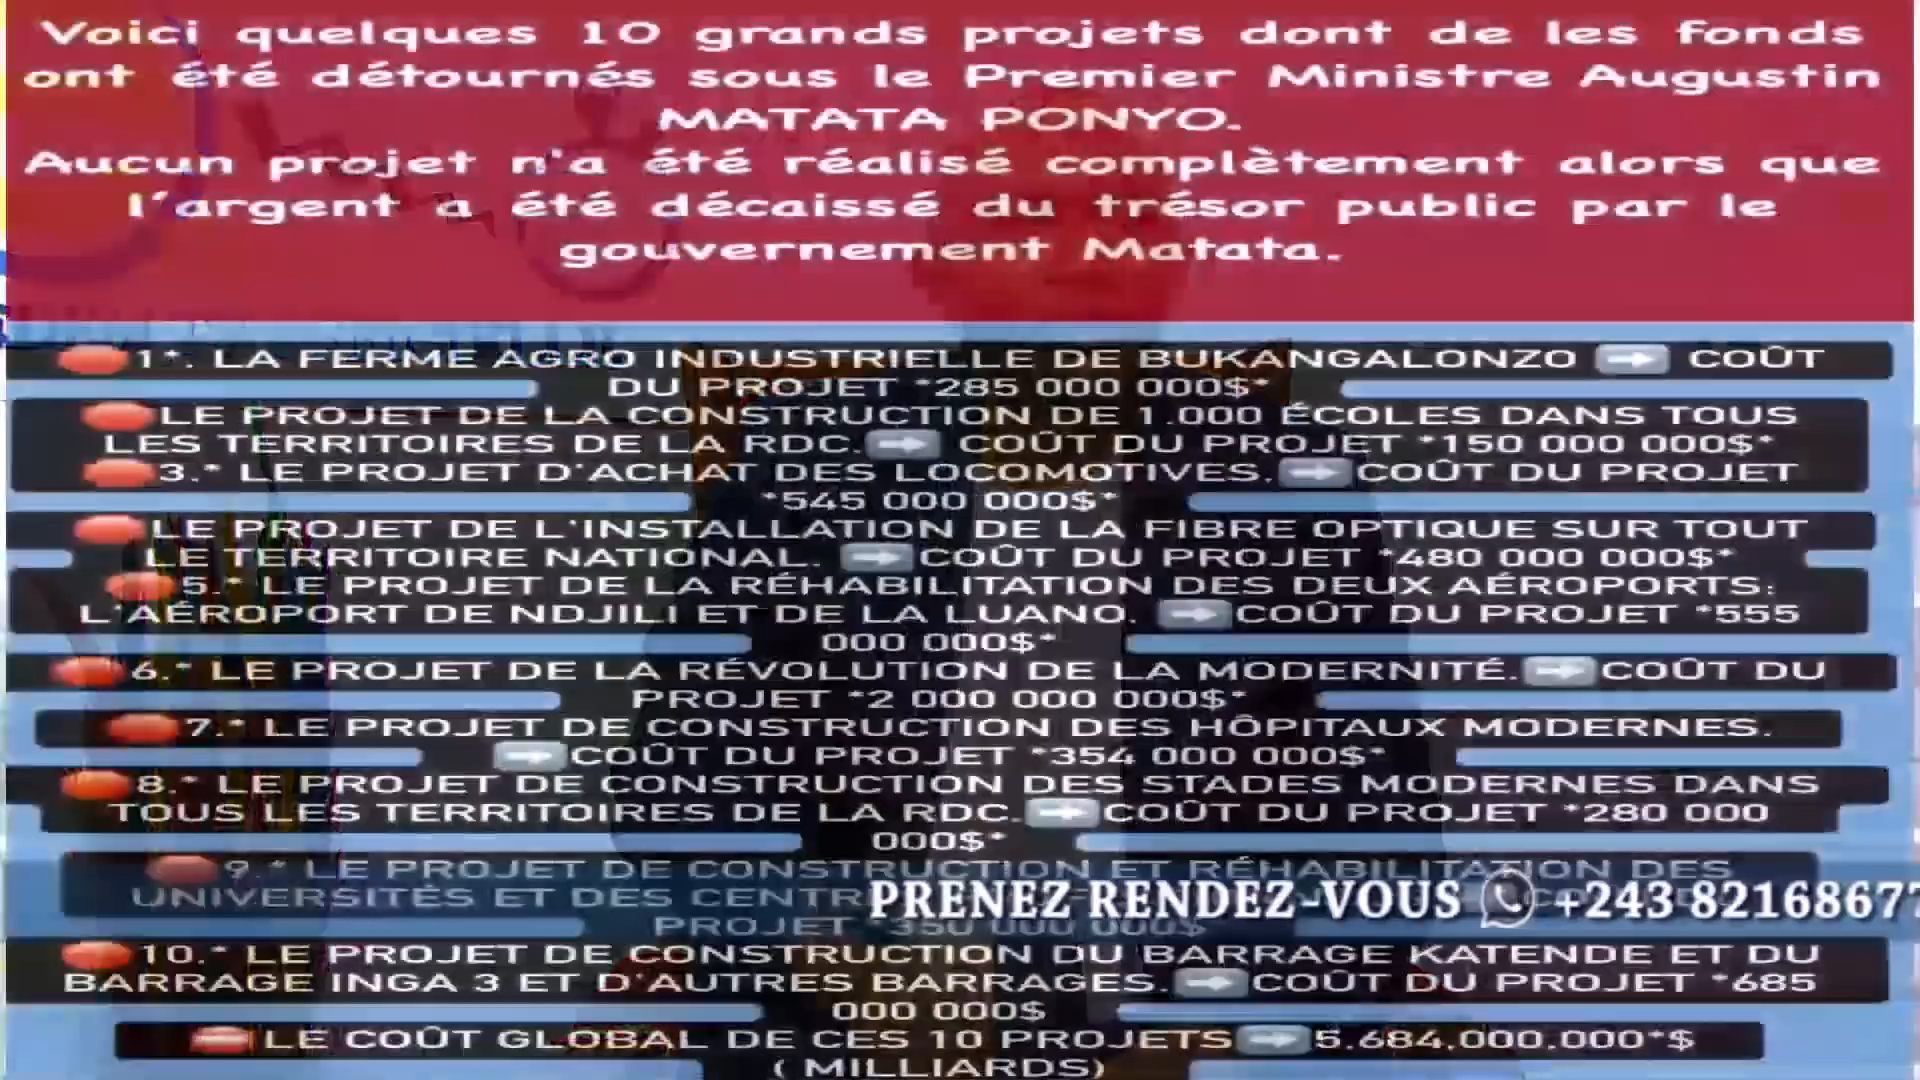 Voici quelques 10 grands projets dont de les fonds
ont été détournés sous le Premier Ministre Augustin
MATATA PONYO.
Aucun projet n'a été réalisé complètement alors que
l'argent a été décaissé du trésor public par le
gouvernement Matata.
1*. LA FERME AGRO INDUSTRIELLE DE BUKANGALONZO ➡ COÛT
DU PROJET *285 000 000$*
LE PROJET DE LA CONSTRUCTION DE 1.000 ÉCOLES DANS TOUS
LES TERRITOIRES DE LA RDC.➡ COÛT DU PROJET *150 000 000$*
3.* LE PROJET D'ACHAT DES LOCOMOTIVES.➡COÛT DU PROJET
*545 000 000$*
LE PROJET DE L'INSTALLATION DE LA FIBRE OPTIQUE SUR TOUT
LE TERRITOIRE NATIONAL. ➡COÛT DU PROJET *480 000 000$*
5.* LE PROJET DE LA RÉHABILITATION DES DEUX AÉROPORTS:
L'AÉROPORT DE NDJILI ET DE LA LUANO. ➡COÛT DU PROJET *555
000 000$*
6.* LE PROJET DE LA RÉVOLUTION DE LA MODERNITÉ.➡COÛT DU
PROJET *2 000 000 000$*
7.* LE PROJET DE CONSTRUCTION DES HÔPITAUX MODERNES.
➡COÛT DU PROJET *354 000 000$*
8.* LE PROJET DE CONSTRUCTION DES STADES MODERNES DANS
TOUS LES TERRITOIRES DE LA RDC.➡COÛT DU PROJET *280 000
000$*
9.* LE PROJET DE CONSTRUCTION ET RÉHABILITATION DES
UNIVERSITÉS ET DES
PRENEZ RENDEZ-VOUS +243 82168677
PROJET *350 000 000$
10.* LE PROJET DE CONSTRUCTION DU BARRAGE KATENDE ET DU
BARRAGE INGA 3 ET D'AUTRES BARRAGES.➡COÛT DU PROJET *685
000 000$
LE COÛT GLOBAL DE CES 10 PROJETS➡5.684.000.000*$
( MILLIARDS)